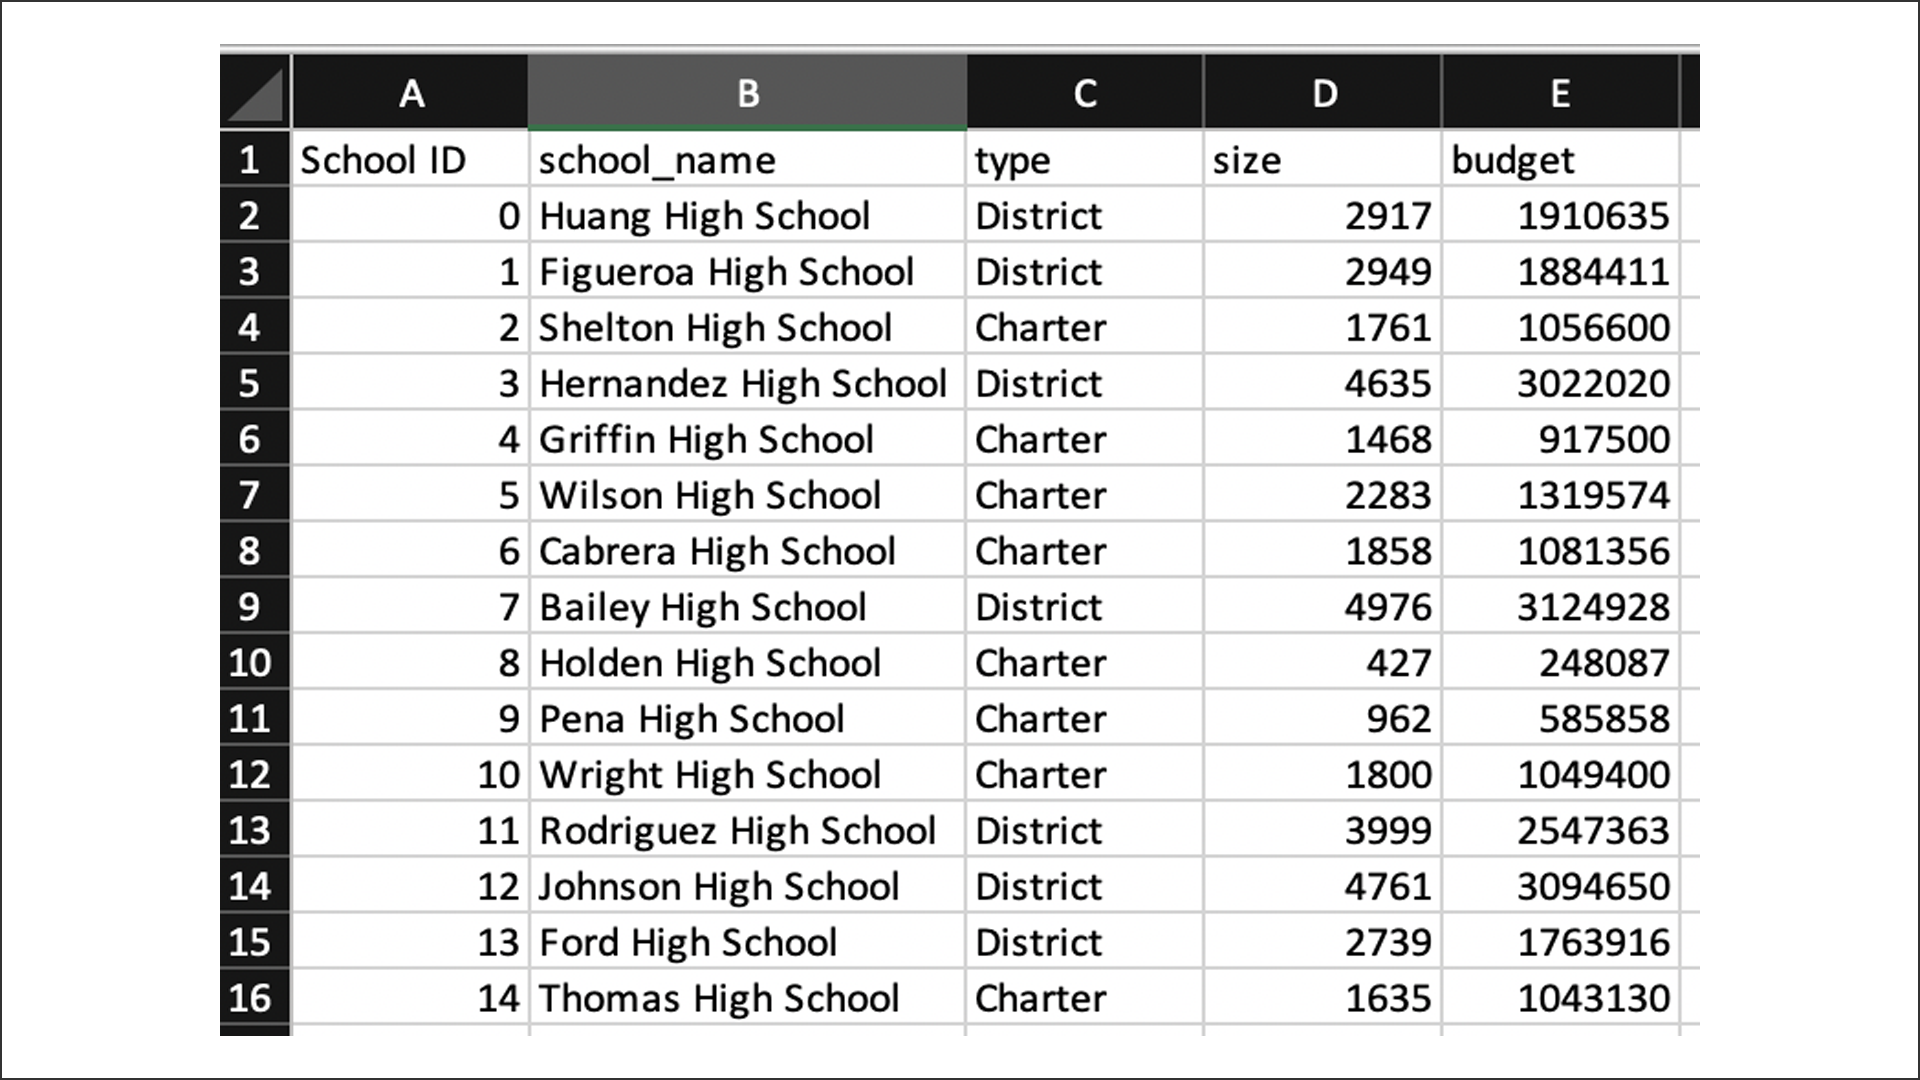 A B C D E
1 School ID school_name type size budget
2 0 Huang High School District 2917 1910635
3 1 Figueroa High School District 2949 1884411
4 2 Shelton High School Charter 1761 1056600
5 3 Hernandez High School District 4635 3022020
6 4 Griffin High School Charter 1468 917500
7 5 Wilson High School Charter 2283 1319574
8 6 Cabrera High School Charter 1858 1081356
9 7 Bailey High School District 4976 3124928
10 8 Holden High School Charter 427 248087
11 9 Pena High School Charter 962 585858
12 10 Wright High School Charter 1800 1049400
13 11 Rodriguez High School District 3999 2547363
14 12 Johnson High School District 4761 3094650
15 13 Ford High School District 2739 1763916
16 14 Thomas High School Charter 1635 1043130